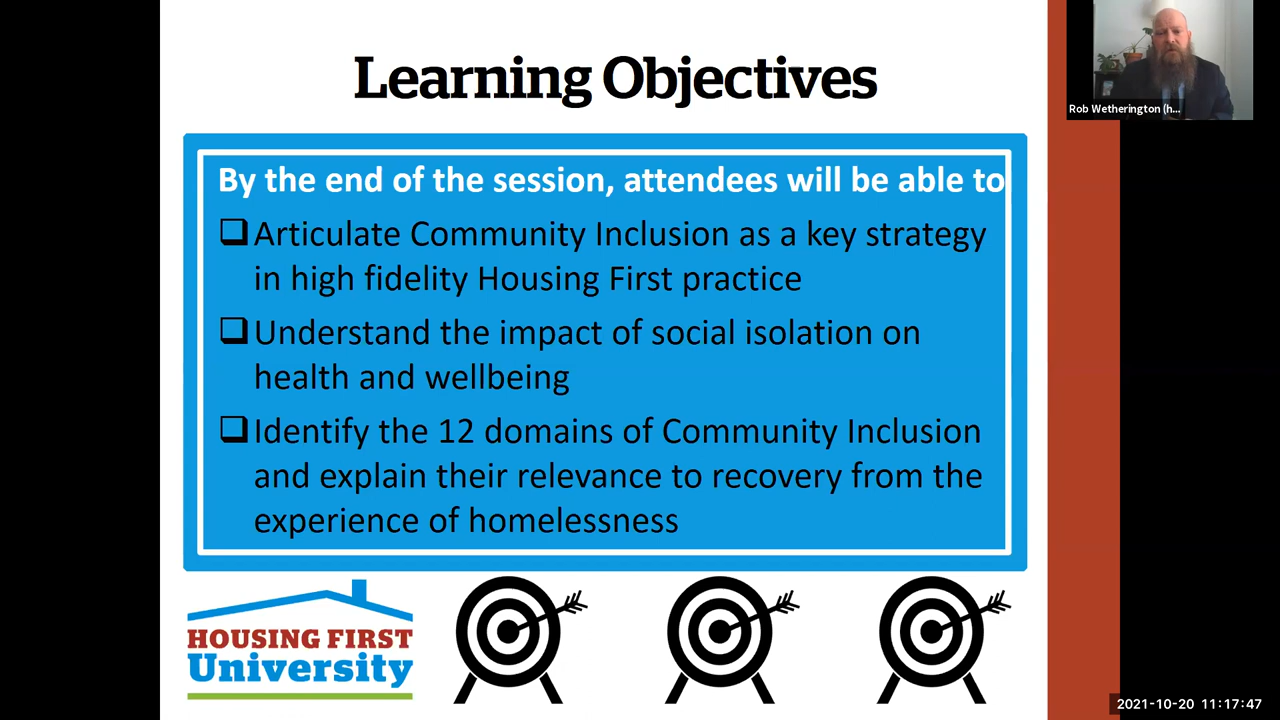 Learning Objectives
Rob Wetherington (h...
By the end of the session, attendees will be able to
Articulate Community Inclusion as a key strategy
in high fidelity Housing First practice
Understand the impact of social isolation on
health and wellbeing
Identify the 12 domains of Community Inclusion
and explain their relevance to recovery from the
experience of homelessness
HOUSING FIRST
University
2021-10-20 11:17:47